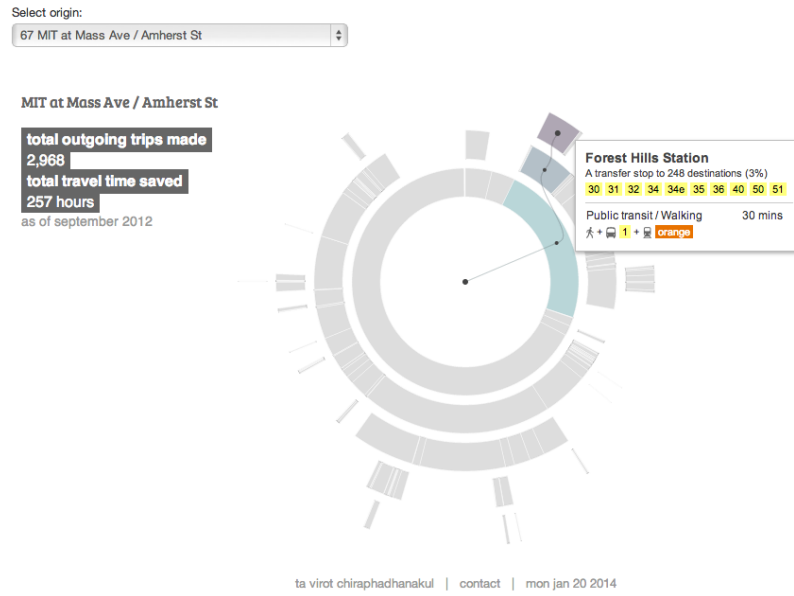 Select origin:
67 MIT at Mass Ave / Amherst St
MIT at Mass Ave / Amherst St
total outgoing trips made
2,968
total travel time saved
257 hours
as of september 2012
Forest Hills Station
A transfer stop to 248 destinations (3%)
30 31 32 34 34e 35 36 40 50 51
Public transit / Walking 30 mins
+ 1 + orange
ta virot chiraphadhanakul | contact | mon jan 20 2014